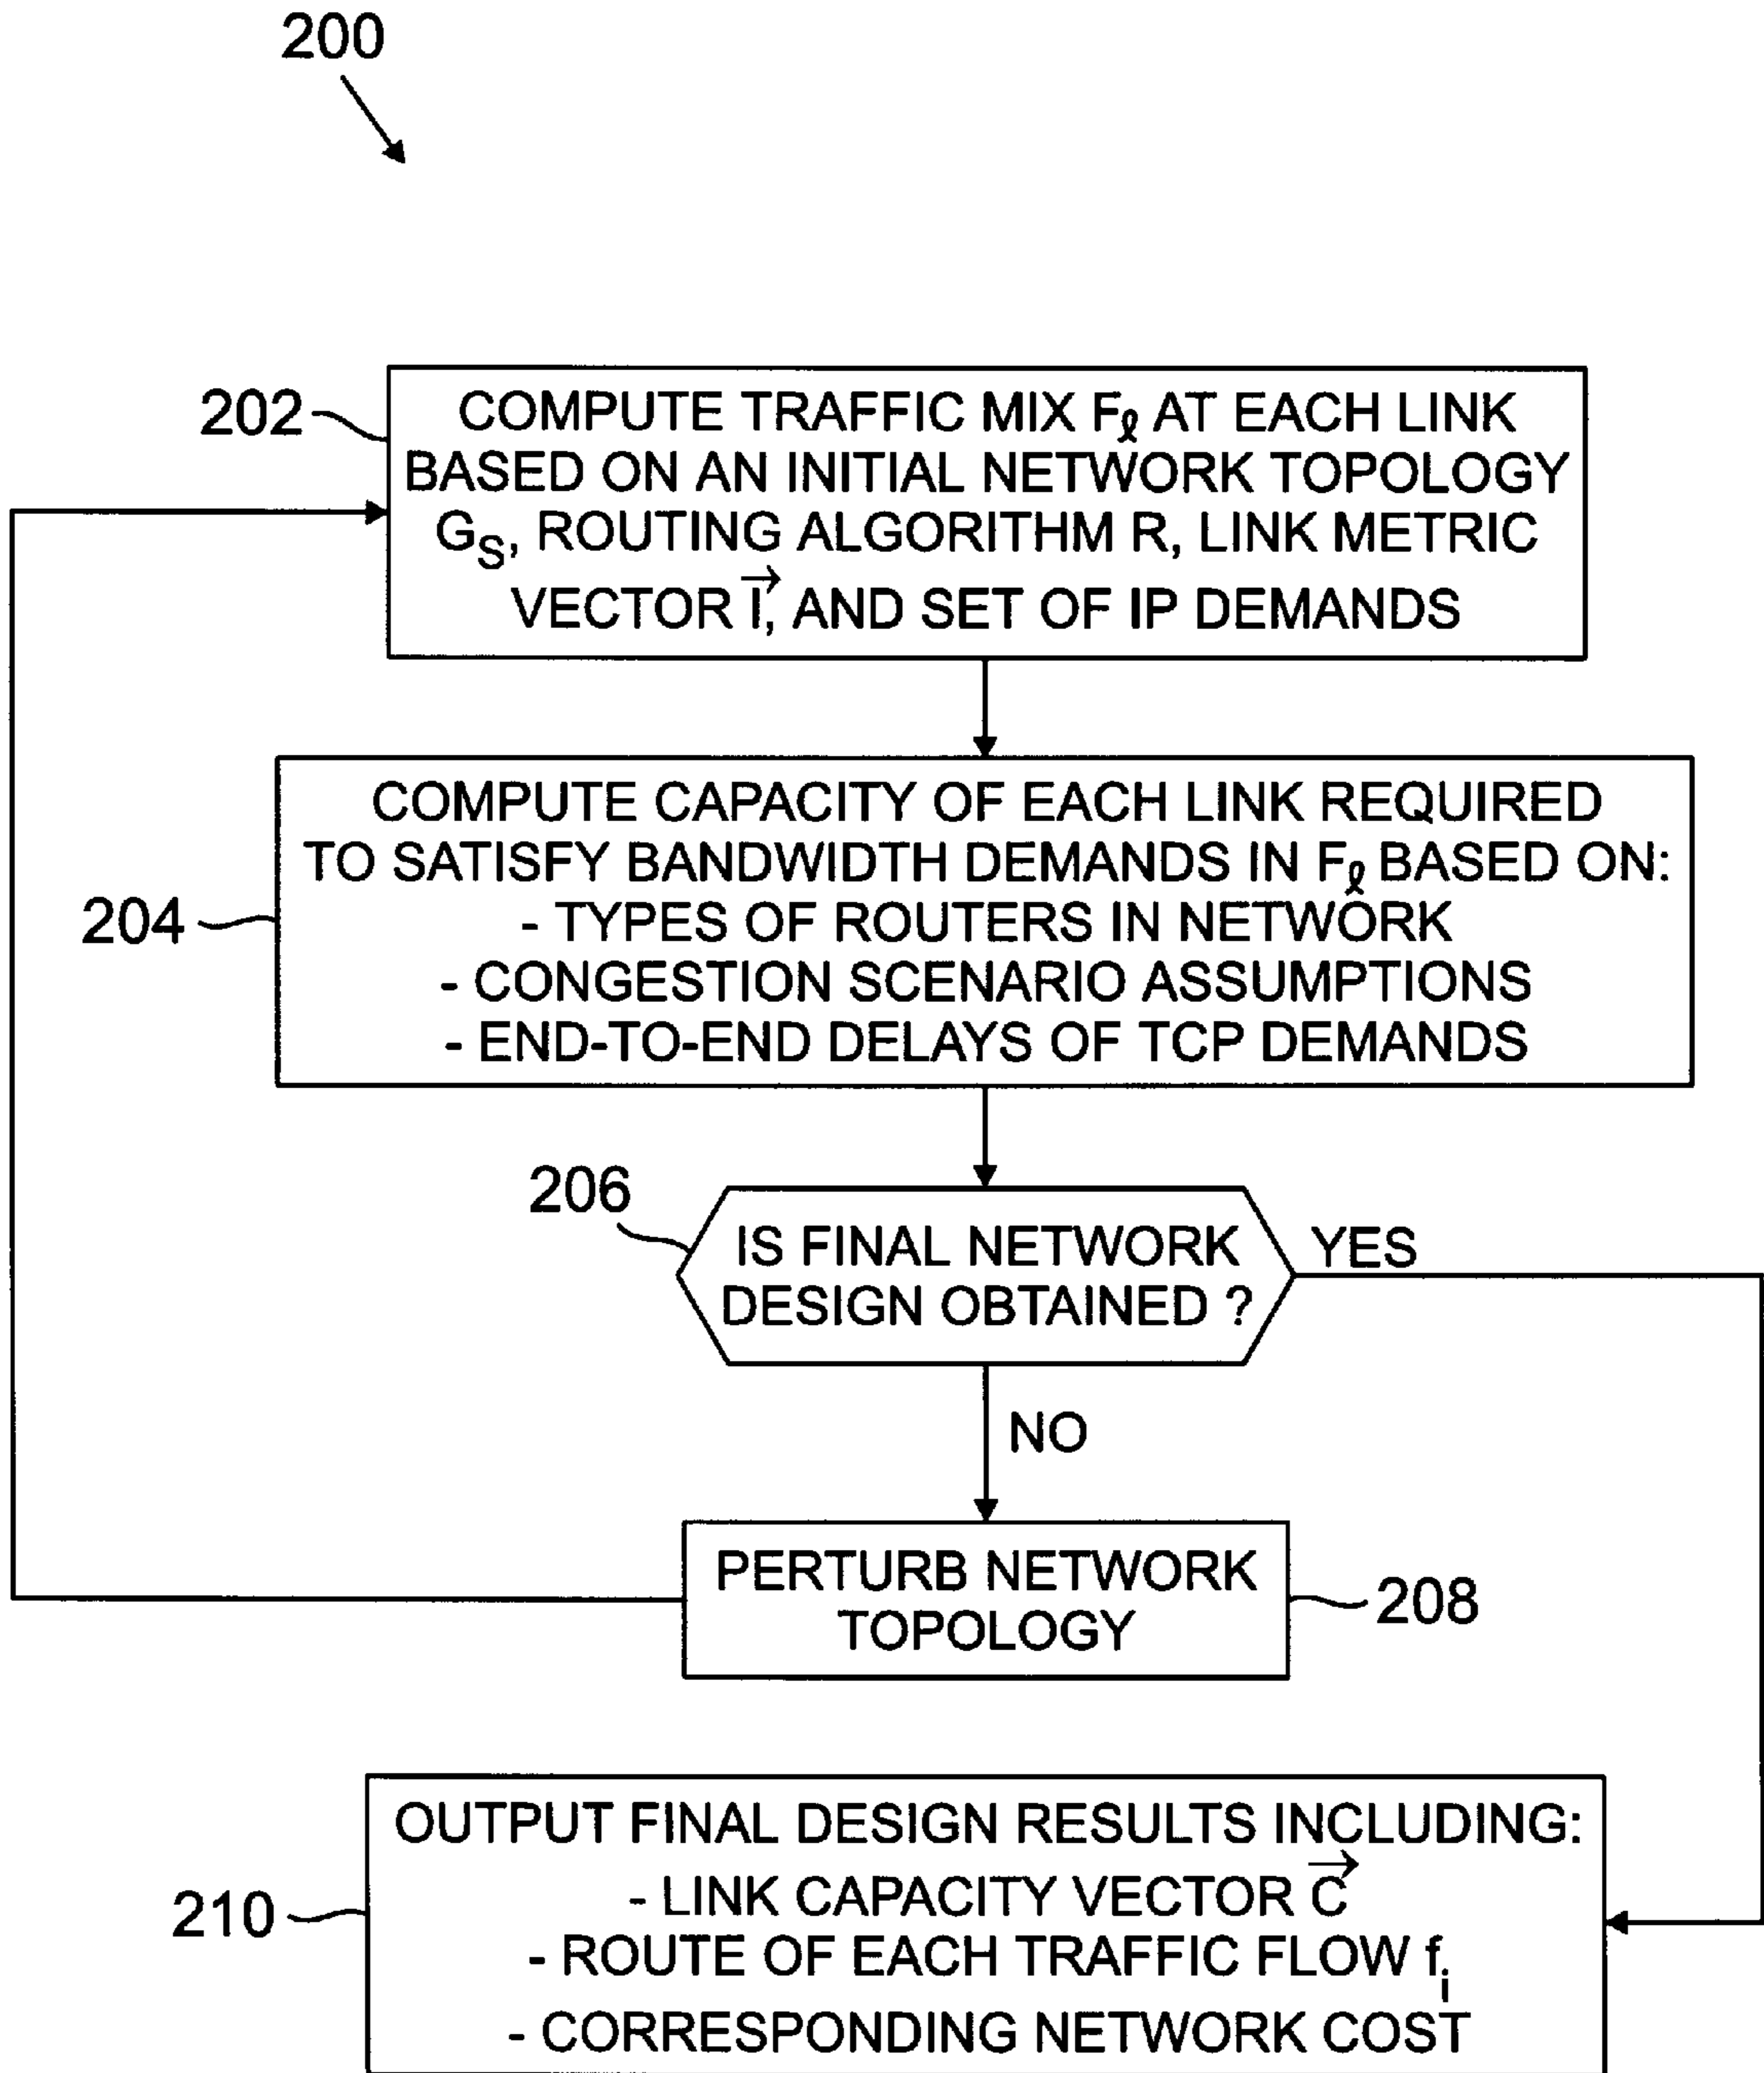 200
202
COMPUTE TRAFFIC MIX Fℓ AT EACH LINK
BASED ON AN INITIAL NETWORK TOPOLOGY
GS, ROUTING ALGORITHM R, LINK METRIC
VECTOR I⃗, AND SET OF IP DEMANDS
204
COMPUTE CAPACITY OF EACH LINK REQUIRED
TO SATISFY BANDWIDTH DEMANDS IN Fℓ BASED ON:
- TYPES OF ROUTERS IN NETWORK
- CONGESTION SCENARIO ASSUMPTIONS
- END-TO-END DELAYS OF TCP DEMANDS
206
IS FINAL NETWORK
DESIGN OBTAINED ?
YES
NO
PERTURB NETWORK
TOPOLOGY
208
210
OUTPUT FINAL DESIGN RESULTS INCLUDING:
- LINK CAPACITY VECTOR C⃗
- ROUTE OF EACH TRAFFIC FLOW fi
- CORRESPONDING NETWORK COST